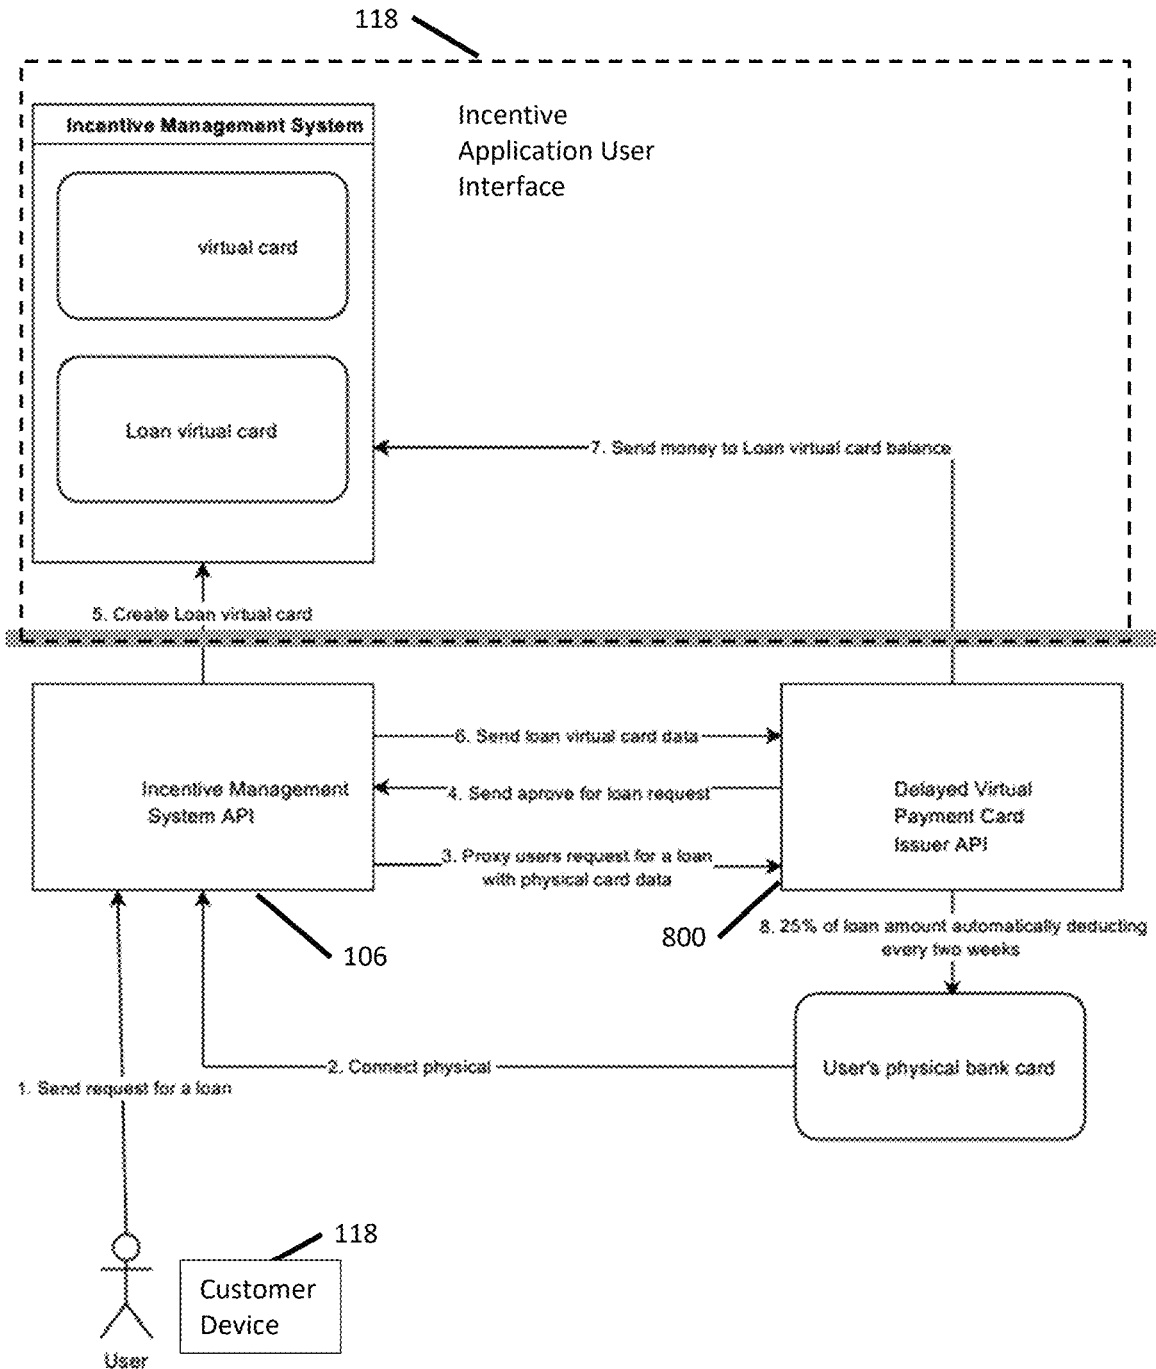 118
Incentive Management System
Incentive
Application User
Interface
virtual card
Loan virtual card
7. Send money to Loan virtual card balance
5. Create Loan virtual card
6. Send loan virtual card data
Incentive Management
System API
4. Send aprove for loan request
Delayed Virtual
Payment Card
Issuer API
3. Proxy users request for a loan
with physical card data
106
800
8. 25% of loan amount automatically deducting
every two weeks
2. Connect physical
User's physical bank card
1. Send request for a loan
118
Customer
Device
User